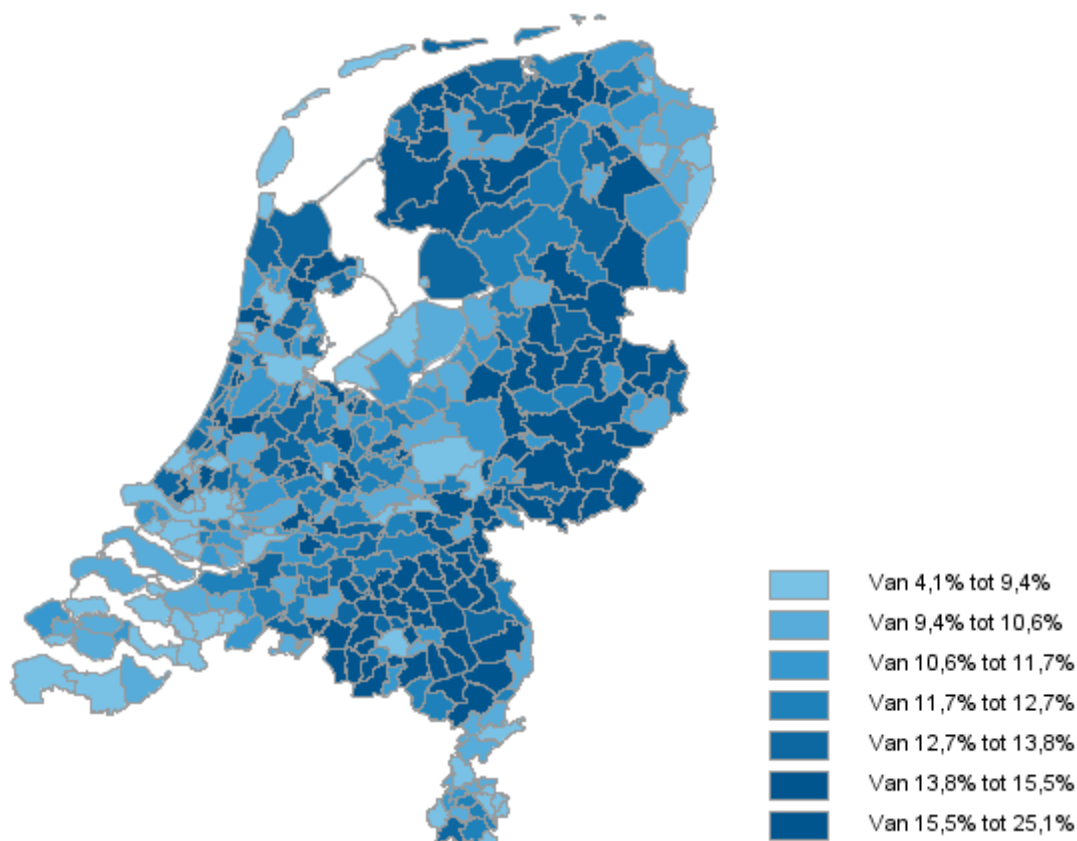 Van 4,1% tot 9,4%
Van 9,4% tot 10,6%
Van 10,6% tot 11,7%
Van 11,7% tot 12,7%
Van 12,7% tot 13,8%
Van 13,8% tot 15,5%
Van 15,5% tot 25,1%